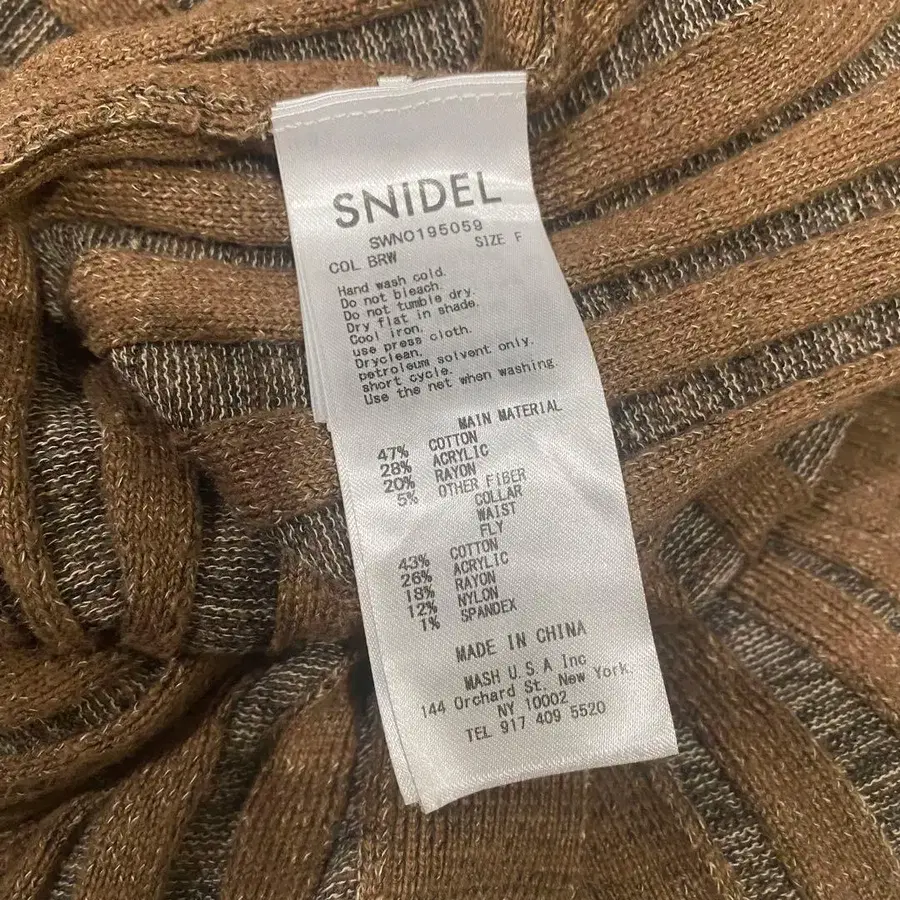 SNIDEL
SWNO195059
COL BRW SIZE F
Hand wash cold.
Do not bleach.
Do not tumble dry.
Dry flat in shade.
Cool iron.
use press cloth.
Dryclean.
petroleum solvent only.
short cycle.
Use the net when washing.
MAIN MATERIAL
47% COTTON
28% ACRYLIC
20% RAYON
5% OTHER FIBER
COLLAR
WAIST
FLY
43% COTTON
26% ACRYLIC
18% RAYON
12% NYLON
1% SPANDEX
MADE IN CHINA
MASH U.S.A Inc
144 Orchard St. New York.
NY 10002
TEL 917 409 5520